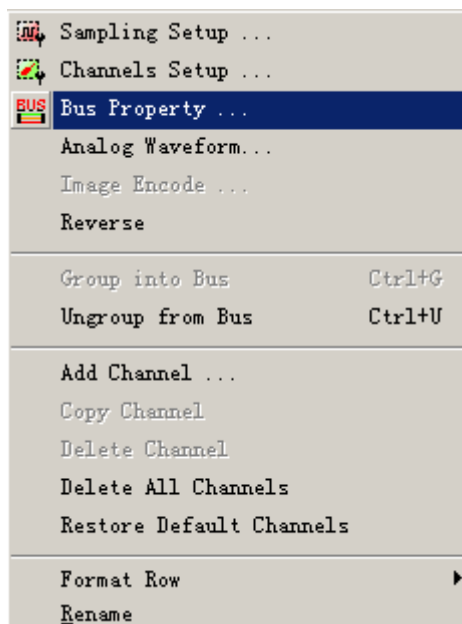 Sampling Setup ...
Channels Setup ...
BUS Bus Property ...
Analog Waveform...
Image Encode ...
Reverse
Group into Bus Ctrl+G
Ungroup from Bus Ctrl+U
Add Channel ...
Copy Channel
Delete Channel
Delete All Channels
Restore Default Channels
Format Row
Rename